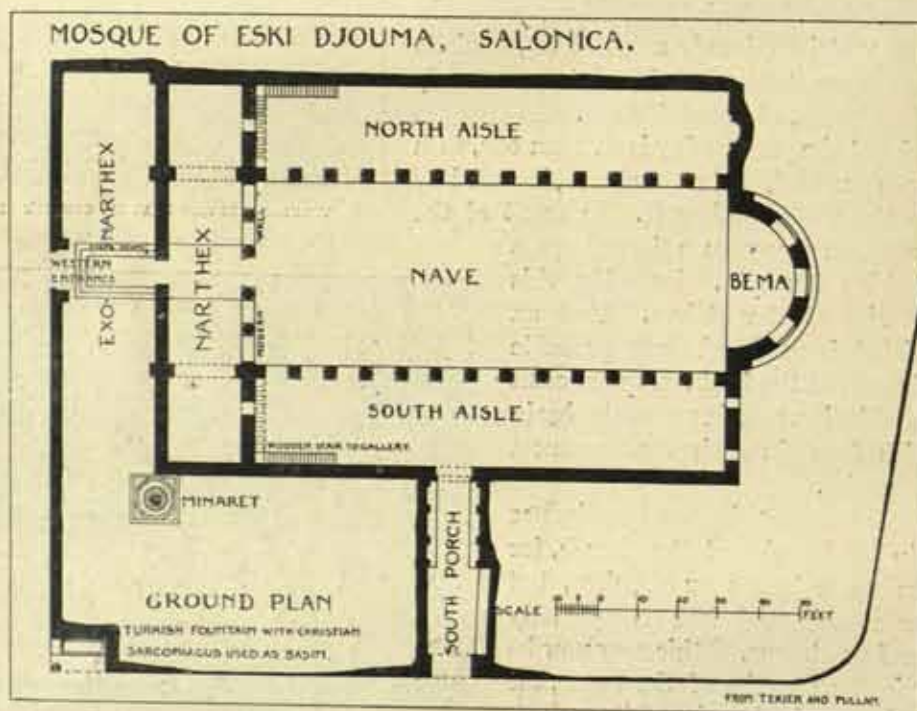 MOSQUE OF ESKI DJOUMA, SALONICA.
NORTH AISLE
EXO-NARTHEX
NARTHEX
WALL
WESTERN
ENTRANCE
NAVE
BEMA
MODERN
SOUTH AISLE
WOODEN STAIR TO GALLERY.
MINARET
SOUTH PORCH
GROUND PLAN
TURKISH FOUNTAIN WITH CHRISTIAN
SARCOPHAGUS USED AS BASIN.
SCALE
FEET
FROM TEXIER AND PULLAN.